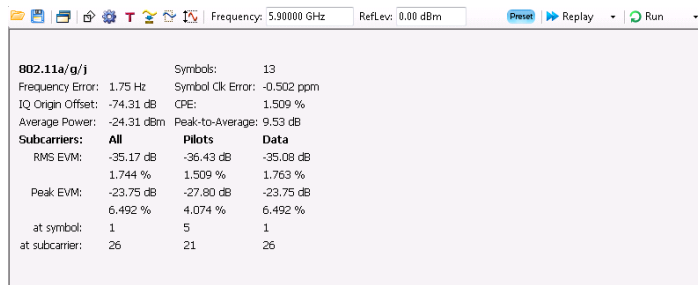 Frequency: 5.90000 GHz RefLev: 0.00 dBm Preset Replay Run
802.11a/g/j Symbols: 13
Frequency Error: 1.75 Hz Symbol Clk Error: -0.502 ppm
IQ Origin Offset: -74.31 dB CPE: 1.509 %
Average Power: -24.31 dBm Peak-to-Average: 9.53 dB
Subcarriers: All Pilots Data
RMS EVM: -35.17 dB -36.43 dB -35.08 dB
1.744 % 1.509 % 1.763 %
Peak EVM: -23.75 dB -27.80 dB -23.75 dB
6.492 % 4.074 % 6.492 %
at symbol: 1 5 1
at subcarrier: 26 21 26